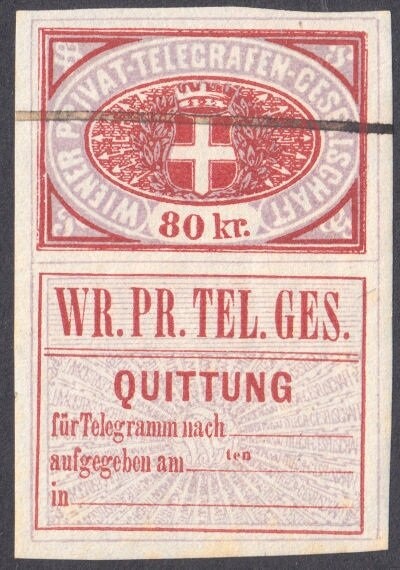 WIENER PRIVAT-TELEGRAFEN-GESELLSCHAFT
80 kr.
WR. PR. TEL. GES.
QUITTUNG
für Telegramm nach
aufgegeben am ten
in